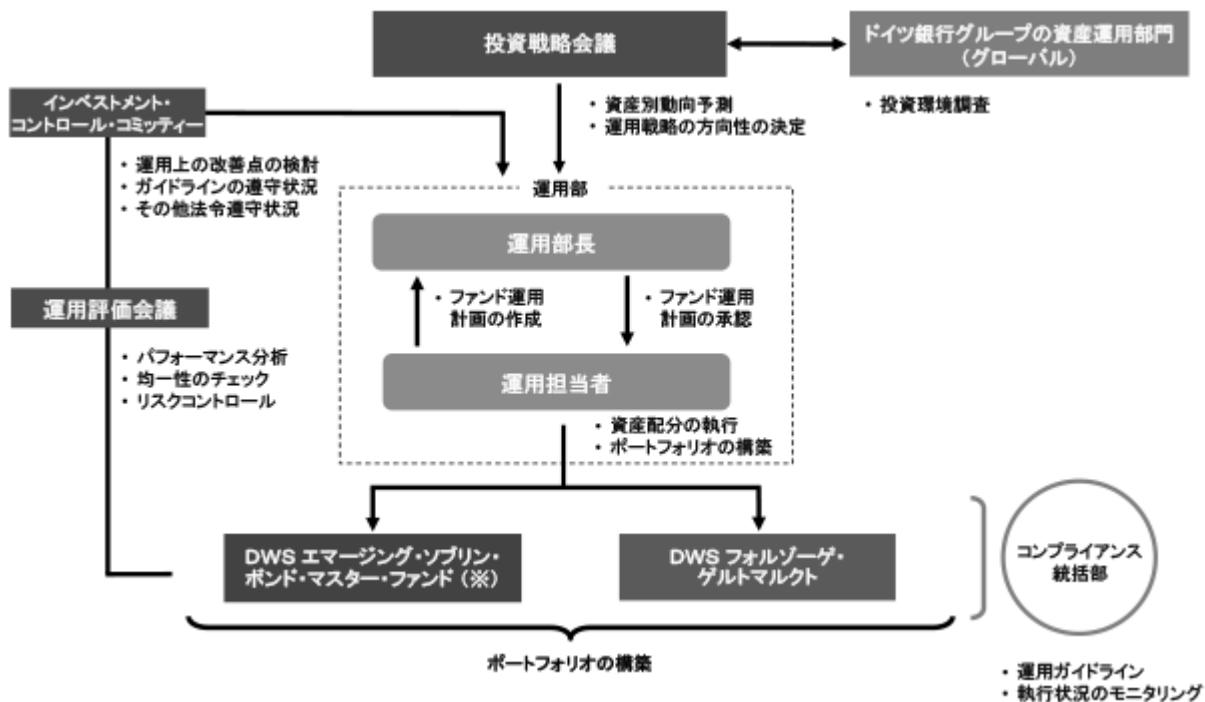 投資戦略会議
ドイツ銀行グループの資産運用部門
(グローバル)
・投資環境調査
・資産別動向予測
・運用戦略の方向性の決定
インベストメント・
コントロール・コミッティー
・運用上の改善点の検討
・ガイドラインの遵守状況
・その他法令遵守状況
運用部
運用部長
・ファンド運用
計画の作成
・ファンド運用
計画の承認
運用担当者
・資産配分の執行
・ポートフォリオの構築
運用評価会議
・パフォーマンス分析
・均一性のチェック
・リスクコントロール
DWS エマージング・ソブリン・
ボンド・マスター・ファンド(※)
DWS フォルゾーゲ・
ゲルトマルクト
コンプライアンス
統括部
ポートフォリオの構築
・運用ガイドライン
・執行状況のモニタリング